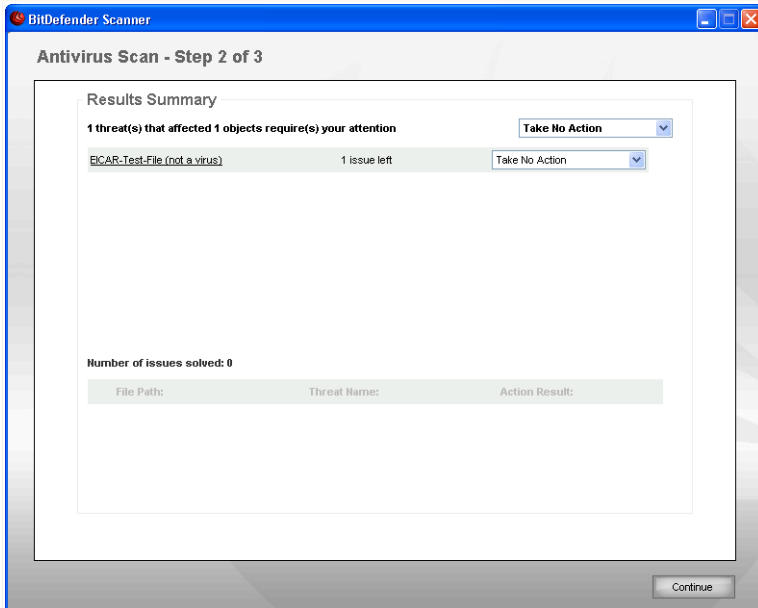 BitDefender Scanner
Antivirus Scan - Step 2 of 3
Results Summary
1 threat(s) that affected 1 objects require(s) your attention Take No Action
EICAR-Test-File (not a virus) 1 issue left Take No Action
Number of issues solved: 0
File Path: Threat Name: Action Result:
Continue